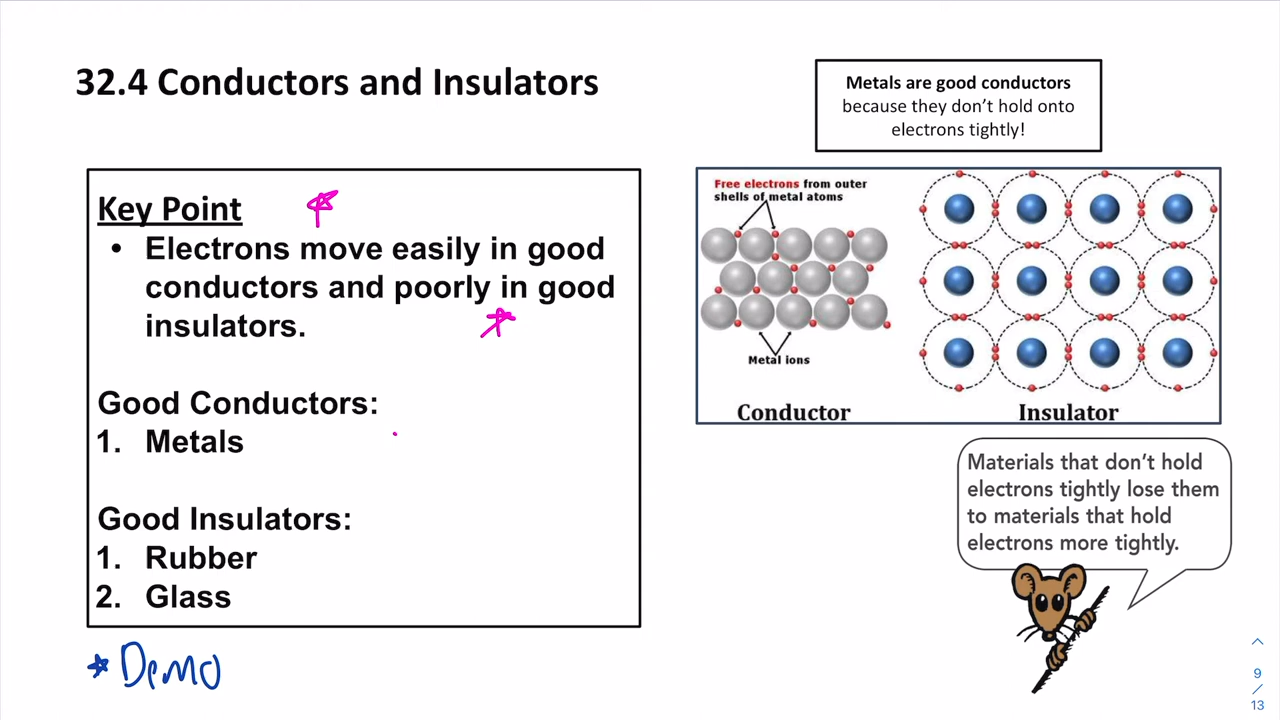 32.4 Conductors and Insulators
Metals are good conductors
because they don’t hold onto
electrons tightly!
Key Point
• Electrons move easily in good
conductors and poorly in good
insulators.
Good Conductors:
1. Metals
Good Insulators:
1. Rubber
2. Glass
* Demo
Free electrons from outer
shells of metal atoms
Metal ions
Conductor
Insulator
Materials that don’t hold
electrons tightly lose them
to materials that hold
electrons more tightly.
9
/
13